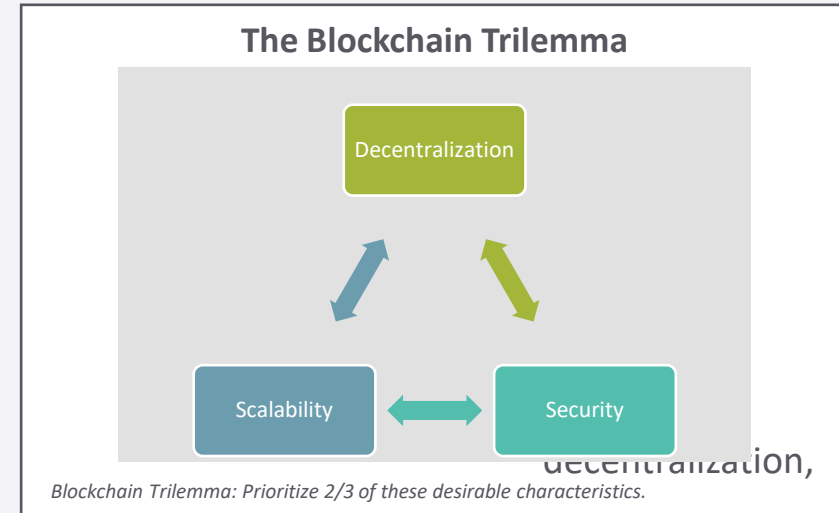 The Blockchain Trilemma
Decentralization
Scalability
Security
decentralization,
Blockchain Trilemma: Prioritize 2/3 of these desirable characteristics.